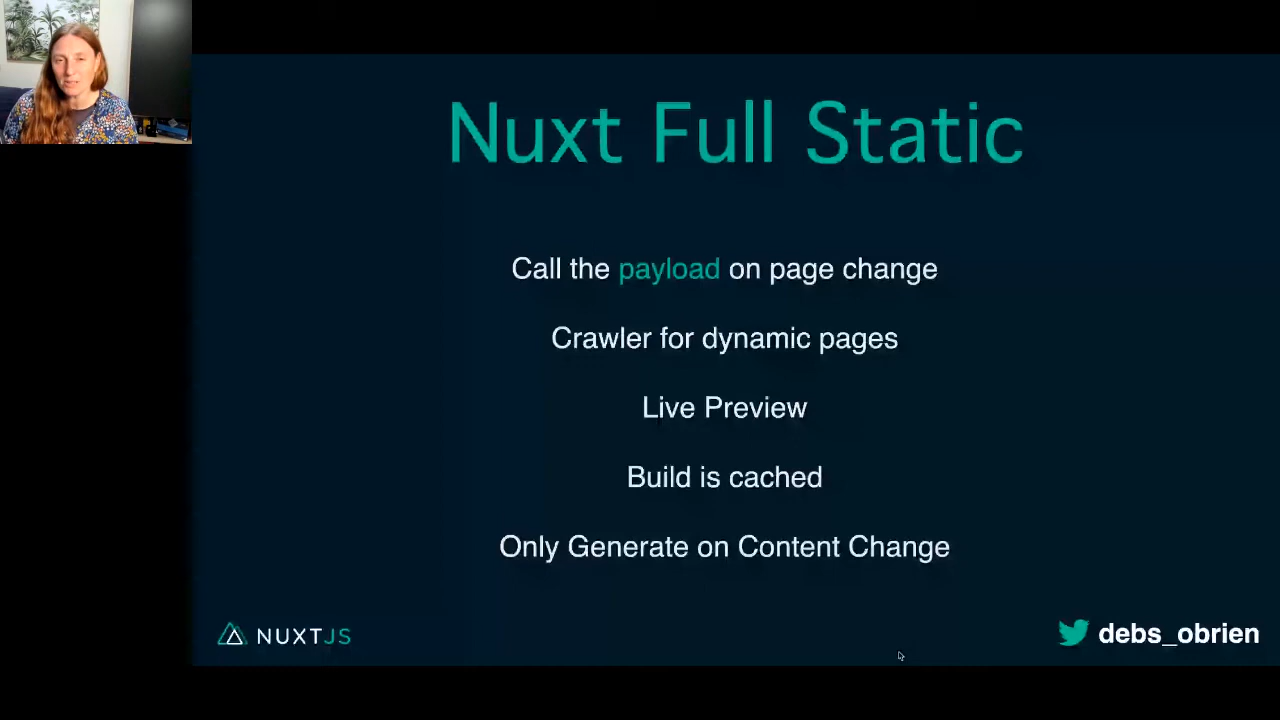 Nuxt Full Static
Call the payload on page change
Crawler for dynamic pages
Live Preview
Build is cached
Only Generate on Content Change
NUXTJS
debs_obrien